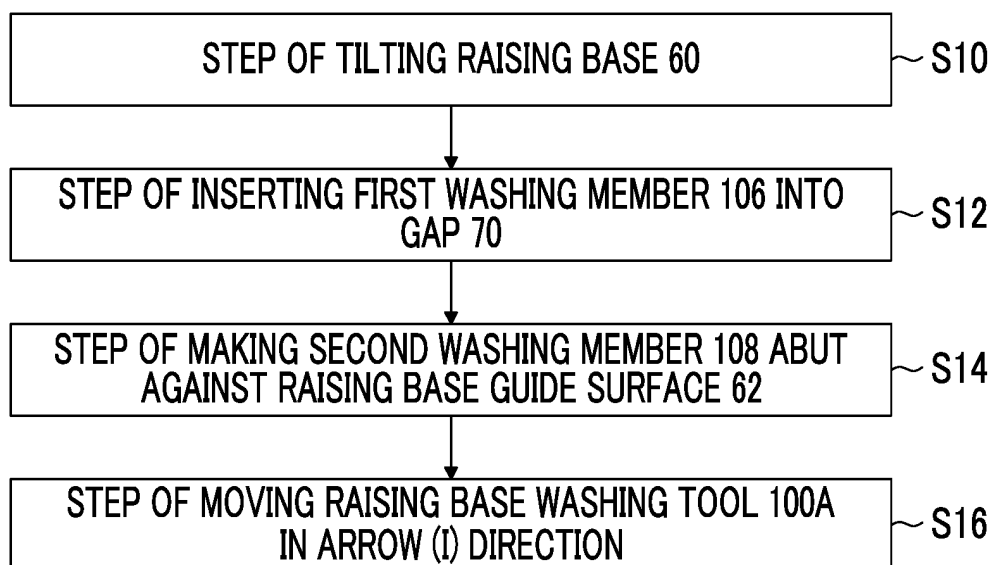 STEP OF TILTING RAISING BASE 60
S10
STEP OF INSERTING FIRST WASHING MEMBER 106 INTO
GAP 70
S12
STEP OF MAKING SECOND WASHING MEMBER 108 ABUT
AGAINST RAISING BASE GUIDE SURFACE 62
S14
STEP OF MOVING RAISING BASE WASHING TOOL 100A
IN ARROW (I) DIRECTION
S16